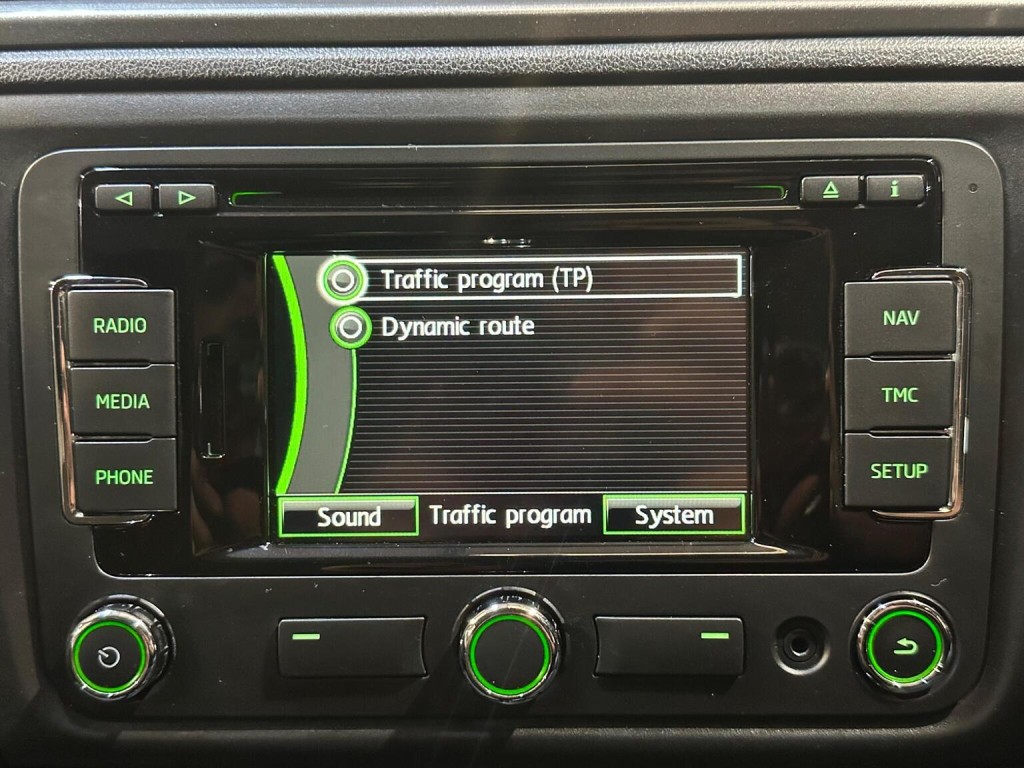 i
Traffic program (TP)
Dynamic route
RADIO
MEDIA
PHONE
NAV
TMC
SETUP
Sound
Traffic program
System